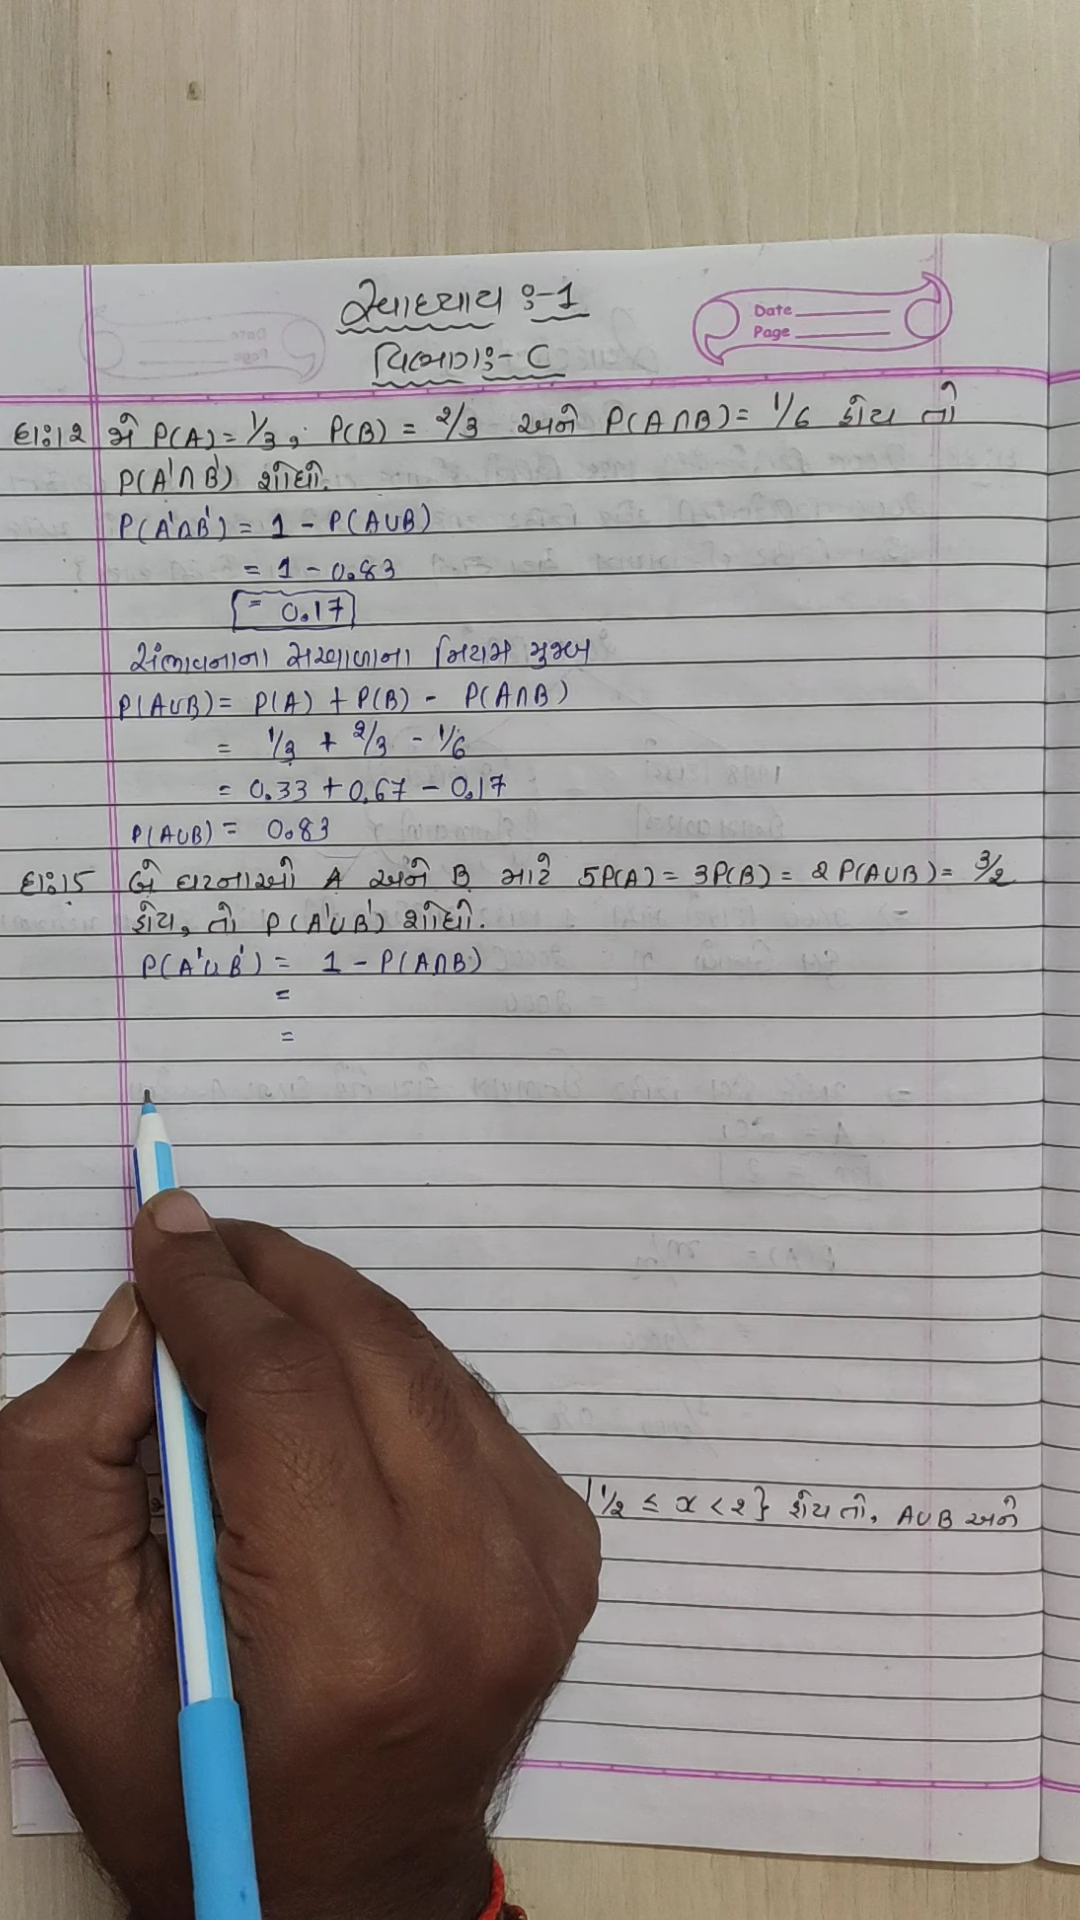 સ્વાધ્યાય :- 1
વિભાગ :- C
Date
Page
દા:12 જો P(A) = 1/3, P(B) = 2/3 અને P(A∩B) = 1/6 હોય તો
P(A'∩B') શોધો.
P(A'∩B') = 1 - P(A∪B)
= 1 - 0.83
= 0.17
સંભાવનાના સરવાળાના નિયમ મુજબ
P(A∪B) = P(A) + P(B) - P(A∩B)
= 1/3 + 2/3 - 1/6
= 0.33 + 0.67 - 0.17
P(A∪B) = 0.83
દા:15 બે ઘટનાઓ A અને B માટે 5P(A) = 3P(B) = 2P(A∪B) = 3/2
હોય, તો P(A'∪B') શોધો.
P(A'∪B') = 1 - P(A∩B)
=
=
| 1/2 ≤ x < 2} હોય તો, A∪B અને